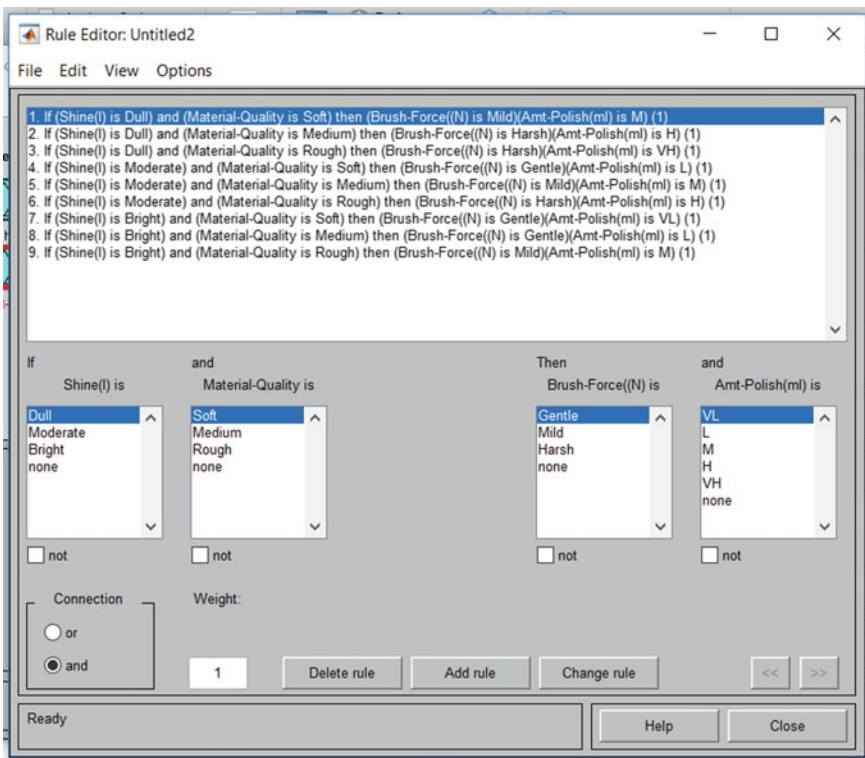 Rule Editor: Untitled2
File Edit View Options
1. If (Shine(l) is Dull) and (Material-Quality is Soft) then (Brush-Force((N) is Mild)(Amt-Polish(ml) is M) (1)
2. If (Shine(l) is Dull) and (Material-Quality is Medium) then (Brush-Force((N) is Harsh)(Amt-Polish(ml) is H) (1)
3. If (Shine(l) is Dull) and (Material-Quality is Rough) then (Brush-Force((N) is Harsh)(Amt-Polish(ml) is VH) (1)
4. If (Shine(l) is Moderate) and (Material-Quality is Soft) then (Brush-Force((N) is Gentle)(Amt-Polish(ml) is L) (1)
5. If (Shine(l) is Moderate) and (Material-Quality is Medium) then (Brush-Force((N) is Mild)(Amt-Polish(ml) is M) (1)
6. If (Shine(l) is Moderate) and (Material-Quality is Rough) then (Brush-Force((N) is Harsh)(Amt-Polish(ml) is H) (1)
7. If (Shine(l) is Bright) and (Material-Quality is Soft) then (Brush-Force((N) is Gentle)(Amt-Polish(ml) is VL) (1)
8. If (Shine(l) is Bright) and (Material-Quality is Medium) then (Brush-Force((N) is Gentle)(Amt-Polish(ml) is L) (1)
9. If (Shine(l) is Bright) and (Material-Quality is Rough) then (Brush-Force((N) is Mild)(Amt-Polish(ml) is M) (1)
If and Then and
Shine(l) is Material-Quality is Brush-Force((N) is Amt-Polish(ml) is
Dull Soft Gentle VL
Moderate Medium Mild L
Bright Rough Harsh M
none none none H
VH
none
not not not not
Connection Weight:
or
and 1 Delete rule Add rule Change rule << >>
Ready Help Close